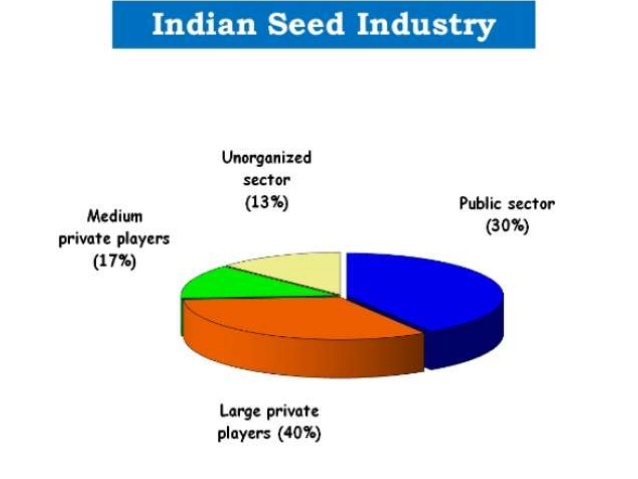 Indian Seed Industry
Unorganized
sector
(13%)
Public sector
(30%)
Medium
private players
(17%)
Large private
players (40%)